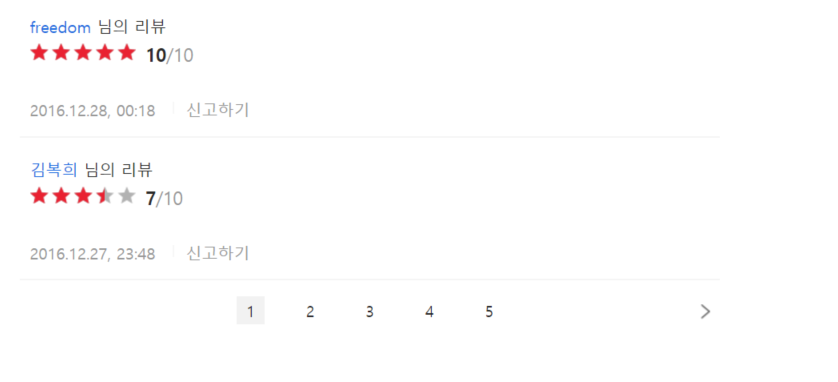 freedom 님의 리뷰
10/10
2016.12.28, 00:18 신고하기
김복희 님의 리뷰
7/10
2016.12.27, 23:48 신고하기
1 2 3 4 5